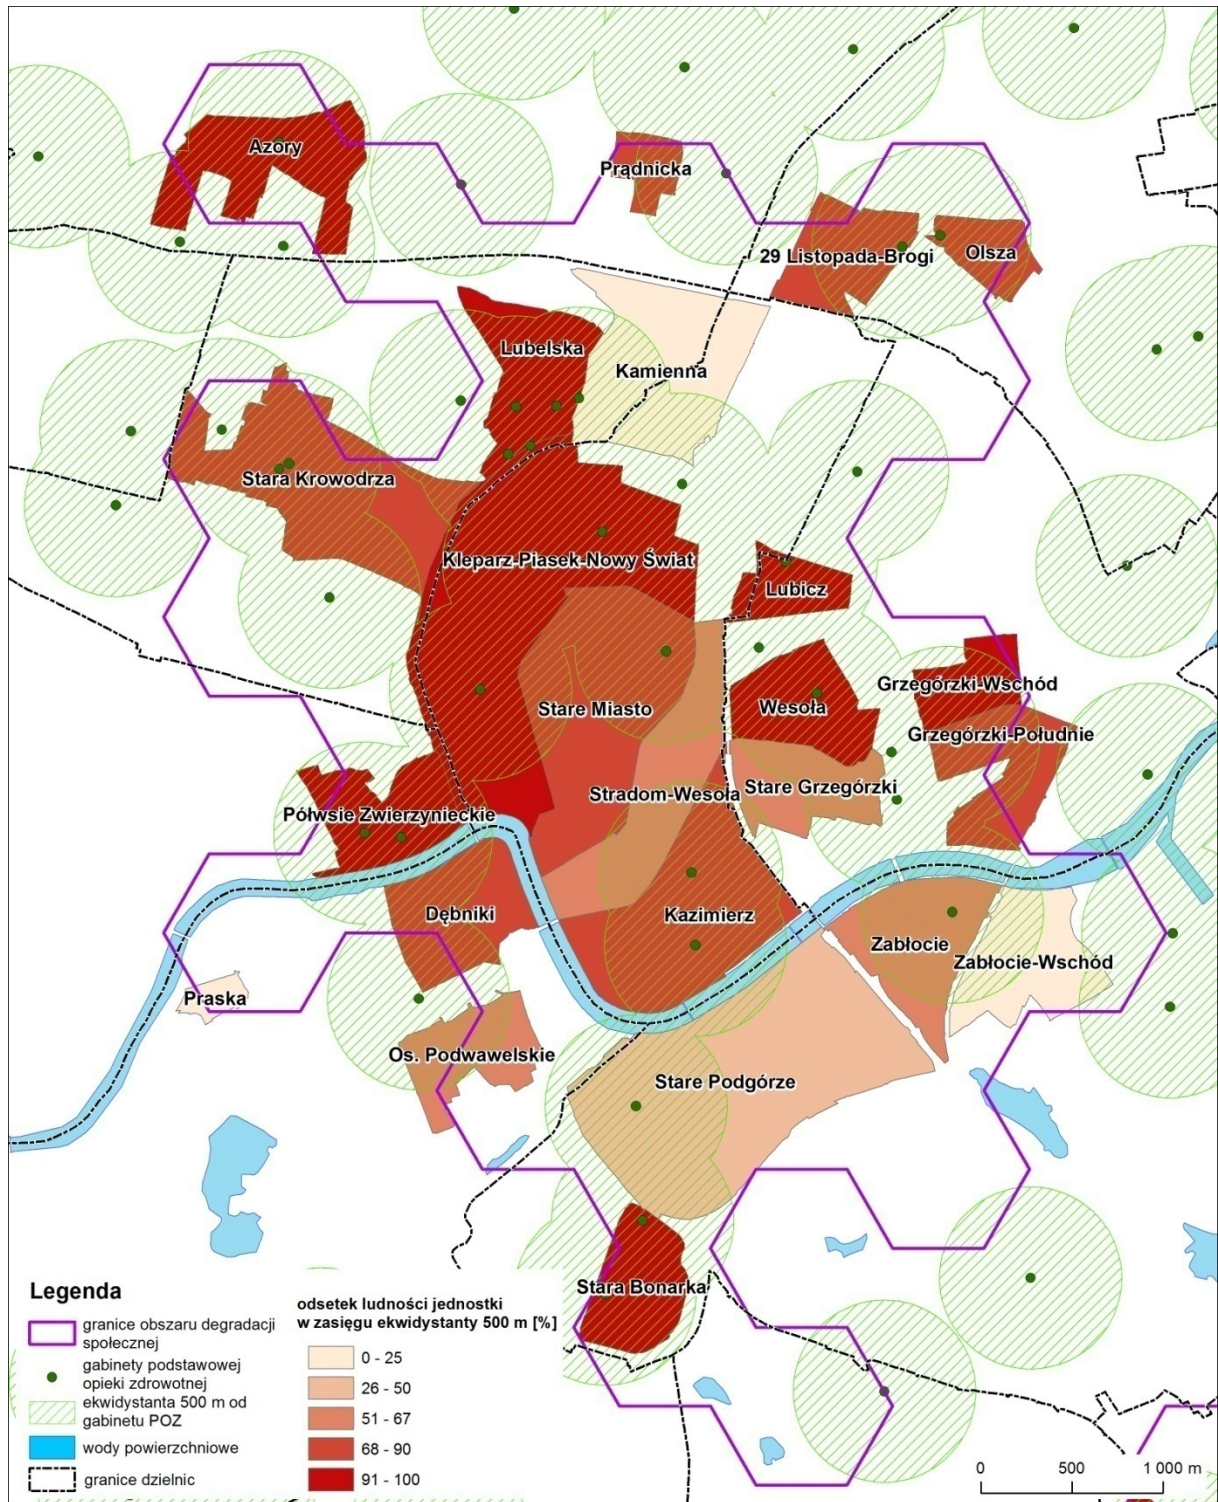 Azory
Prądnicka
29 Listopada-Brogi
Olsza
Lubelska
Kamienna
Stara Krowodrza
Kleparz-Piasek-Nowy Świat
Lubicz
Grzegórzki-Wschód
Stare Miasto
Wesoła
Grzegórzki-Południe
Stradom-Wesoła
Stare Grzegórzki
Półwsie Zwierzynieckie
Dębniki
Kazimierz
Zabłocie
Zabłocie-Wschód
Praska
Os. Podwawelskie
Stare Podgórze
Stara Bonarka
Legenda
granice obszaru degradacji
społecznej
gabinety podstawowej
opieki zdrowotnej
ekwidystanta 500 m od
gabinetu POZ
wody powierzchniowe
granice dzielnic
odsetek ludności jednostki
w zasięgu ekwidystanty 500 m [%]
0 - 25
26 - 50
51 - 67
68 - 90
91 - 100
0 500 1 000 m